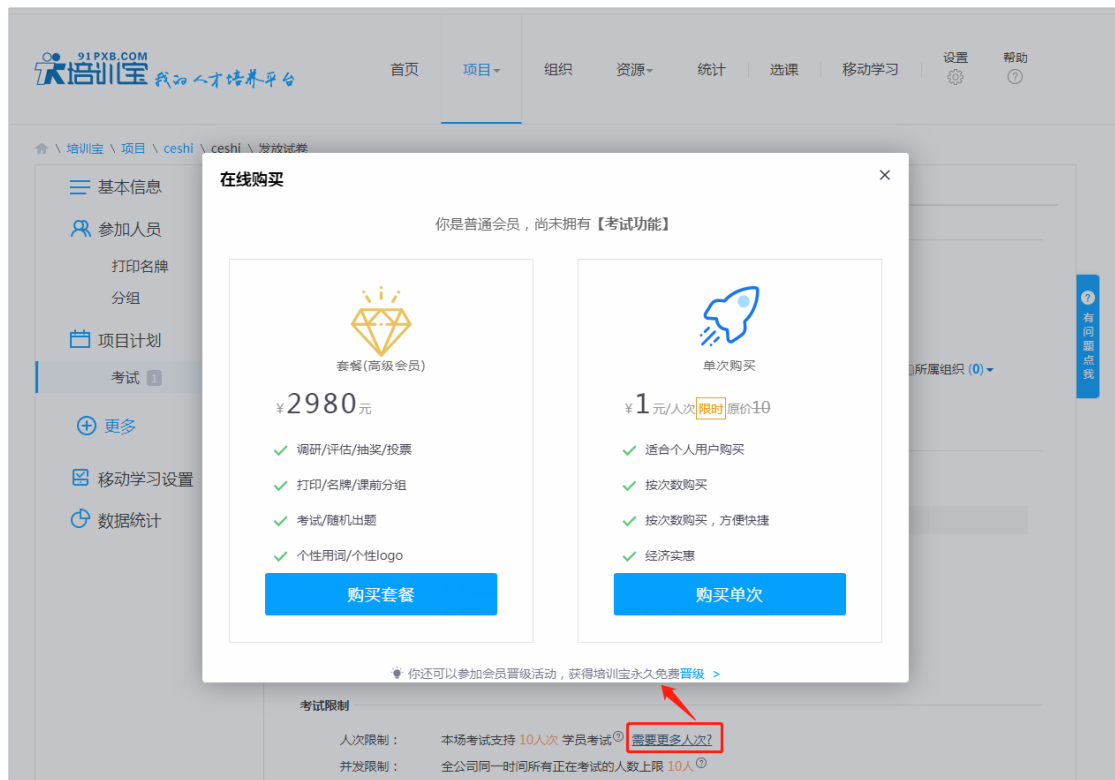 91PXB.COM
培训宝 我的人才培养平台
首页 项目 组织 资源 统计 选课 移动学习 设置 帮助
\ 培训宝 \ 项目 \ ceshi \ ceshi \ 发放试卷
基本信息
参加人员
打印名牌
分组
项目计划
考试 1
更多
移动学习设置
数据统计
在线购买 ×
你是普通会员，尚未拥有【考试功能】
套餐(高级会员)
¥2980元
调研/评估/抽奖/投票
打印/名牌/课前分组
考试/随机出题
个性用词/个性logo
购买套餐
单次购买
¥1元/人次 限时 原价10
适合个人用户购买
按次数购买
按次数购买，方便快捷
经济实惠
购买单次
你还可以参加会员晋级活动，获得培训宝永久免费晋级 >
所属组织 (0)
?
有问题点我
考试限制
人次限制： 本场考试支持 10人次 学员考试? 需要更多人次?
并发限制： 全公司同一时间所有正在考试的人数上限 10人?